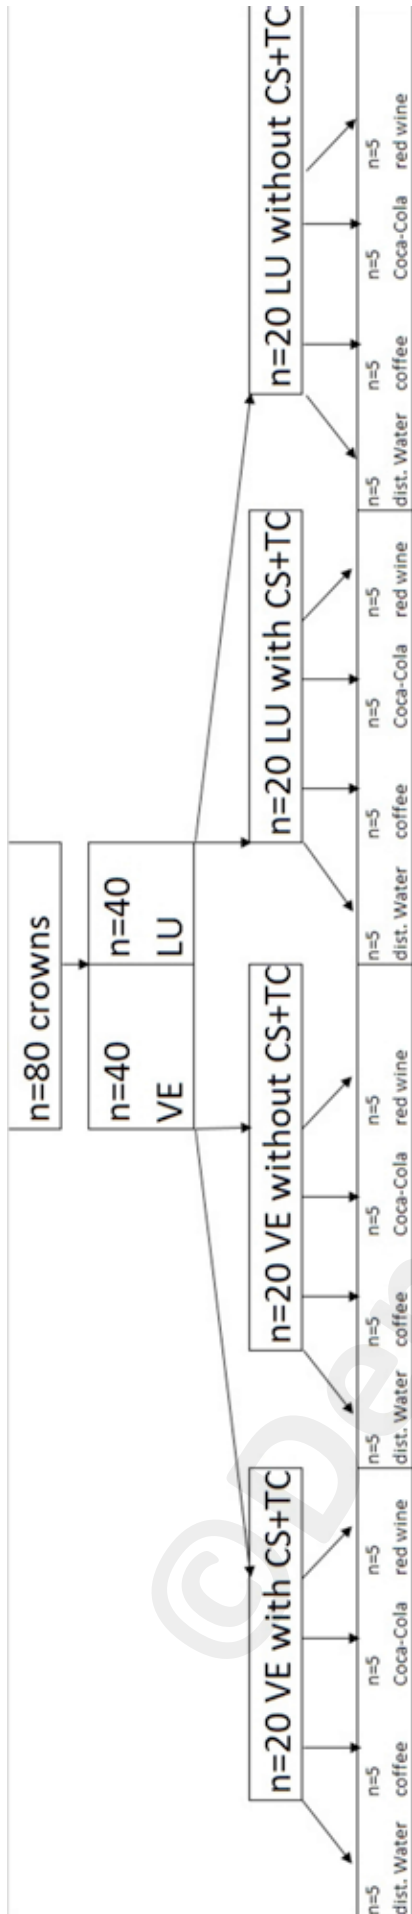 n=80 crowns
n=40
VE
n=40
LU
n=20 VE with CS+TC
n=20 VE without CS+TC
n=20 LU with CS+TC
n=20 LU without CS+TC
n=5
dist. Water
n=5
coffee
n=5
Coca-Cola
n=5
red wine
n=5
dist. Water
n=5
coffee
n=5
Coca-Cola
n=5
red wine
n=5
dist. Water
n=5
coffee
n=5
Coca-Cola
n=5
red wine
n=5
dist. Water
n=5
coffee
n=5
Coca-Cola
n=5
red wine